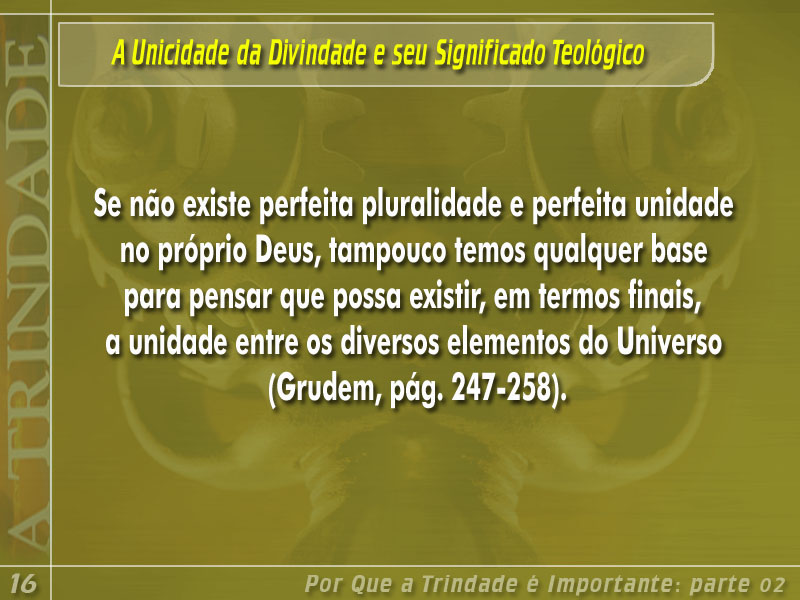 A Unicidade da Divindade e seu Significado Teológico
A TRINDADE
Se não existe perfeita pluralidade e perfeita unidade
no próprio Deus, tampouco temos qualquer base
para pensar que possa existir, em termos finais,
a unidade entre os diversos elementos do Universo
(Grudem, pág. 247-258).
16
Por Que a Trindade é Importante: parte 02